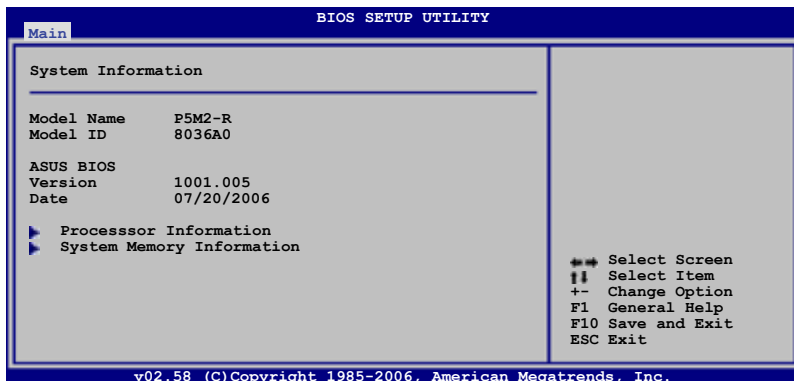 BIOS SETUP UTILITY
Main
System Information
Model Name P5M2-R
Model ID 8036A0
ASUS BIOS
Version 1001.005
Date 07/20/2006
Processsor Information
System Memory Information
Select Screen
Select Item
+- Change Option
F1 General Help
F10 Save and Exit
ESC Exit
v02.58 (C)Copyright 1985-2006, American Megatrends, Inc.